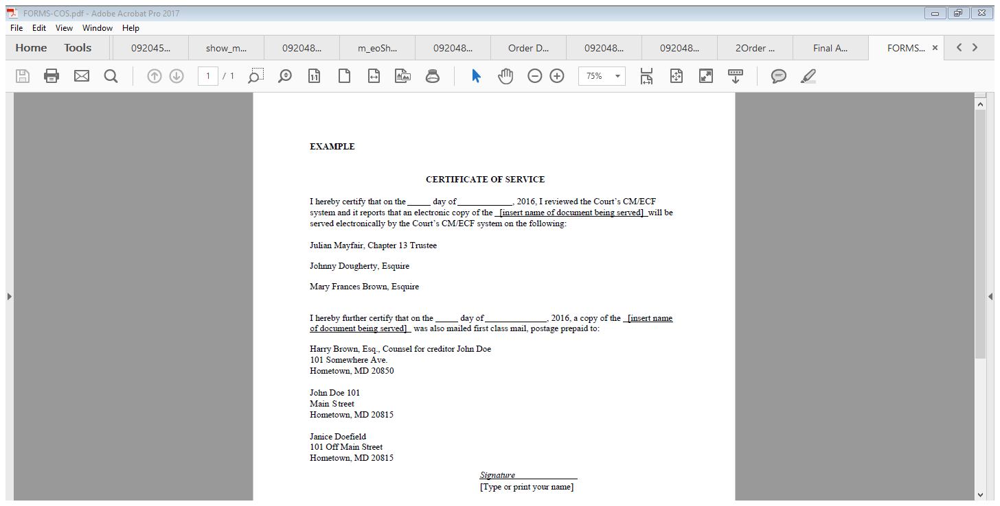 FORMS-COS.pdf - Adobe Acrobat Pro 2017
File Edit View Window Help
Home Tools 092045... show_m... 092048... m_eoSh... 092048... Order D... 092048... 092048... 2Order ... Final A... FORMS... ×
1 / 1 1:1 75%
EXAMPLE
CERTIFICATE OF SERVICE
I hereby certify that on the _____ day of ____________, 2016, I reviewed the Court's CM/ECF
system and it reports that an electronic copy of the _[insert name of document being served]_will be
served electronically by the Court's CM/ECF system on the following:
Julian Mayfair, Chapter 13 Trustee
Johnny Dougherty, Esquire
Mary Frances Brown, Esquire
I hereby further certify that on the _____ day of ______________, 2016, a copy of the _[insert name
of document being served]_ was also mailed first class mail, postage prepaid to:
Harry Brown, Esq., Counsel for creditor John Doe
101 Somewhere Ave.
Hometown, MD 20850
John Doe 101
Main Street
Hometown, MD 20815
Janice Doefield
101 Off Main Street
Hometown, MD 20815
Signature______________
[Type or print your name]